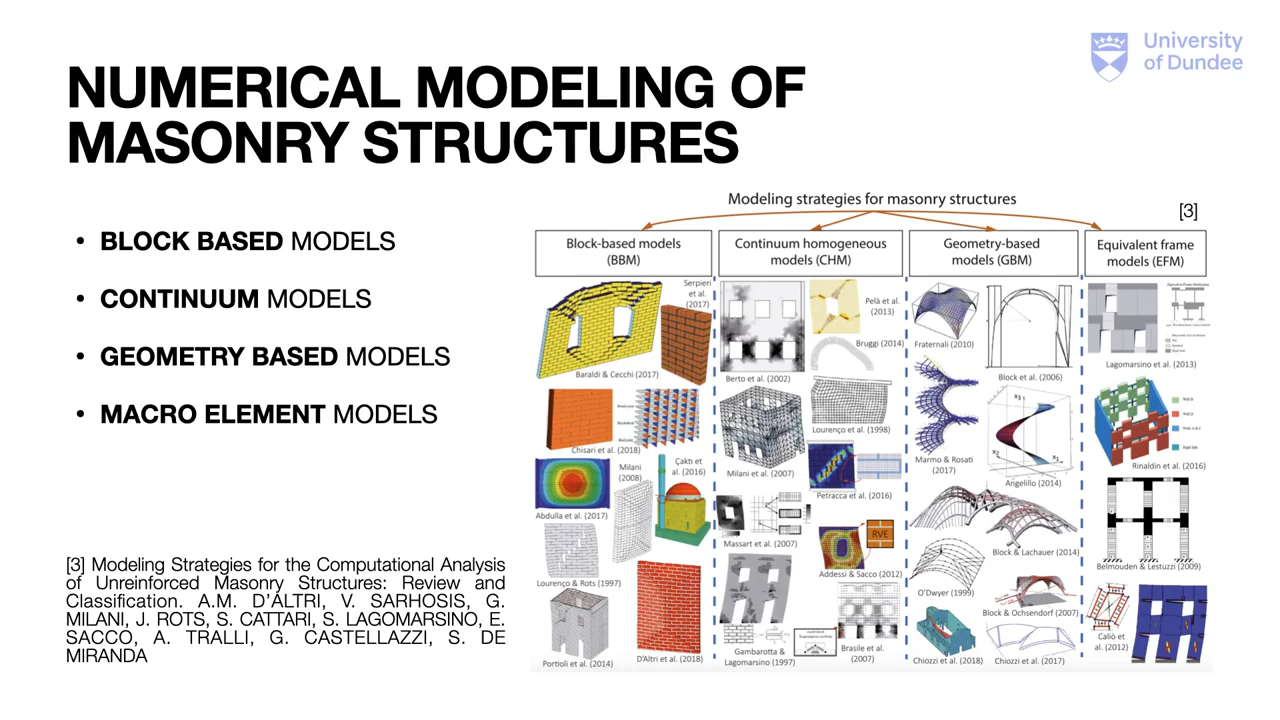 University
of Dundee
NUMERICAL MODELING OF
MASONRY STRUCTURES
• BLOCK BASED MODELS
• CONTINUUM MODELS
• GEOMETRY BASED MODELS
• MACRO ELEMENT MODELS
[3] Modeling Strategies for the Computational Analysis
of Unreinforced Masonry Structures: Review and
Classification. A.M. D'ALTRI, V. SARHOSIS, G.
MILANI, J. ROTS, S. CATTARI, S. LAGOMARSINO, E.
SACCO, A. TRALLI, G. CASTELLAZZI, S. DE
MIRANDA
Modeling strategies for masonry structures
[3]
Block-based models
(BBM)
Serpieri
et al.
(2017)
Baraldi & Cecchi (2017)
Chisari et al. (2018)
Milani
(2008)
Çaktı et
al. (2016)
Abdulla et al. (2017)
Lourenço & Rots (1997)
Portioli et al. (2014)
D'Altri et al. (2018)
Continuum homogeneous
models (CHM)
Pelà et al.
(2013)
Bruggi (2014)
Berto et al. (2002)
Lourenço et al. (1998)
Milani et al. (2007)
Petracca et al. (2016)
Massart et al. (2007)
RVE
Addessi & Sacco (2012)
Gambarotta &
Lagomarsino (1997)
Brasile et al.
(2007)
Geometry-based
models (GBM)
Fraternali (2010)
Block et al. (2006)
x3
x2
x1
Marmo & Rosati
(2017)
Angelillo (2014)
Block & Lachauer (2014)
O'Dwyer (1999)
Block & Ochsendorf (2007)
Chiozzi et al. (2018)
Chiozzi et al. (2017)
Equivalent frame
models (EFM)
Lagomarsino et al. (2013)
Rinaldin et al. (2016)
Belmouden & Lestuzzi (2009)
Caliò et
al. (2012)